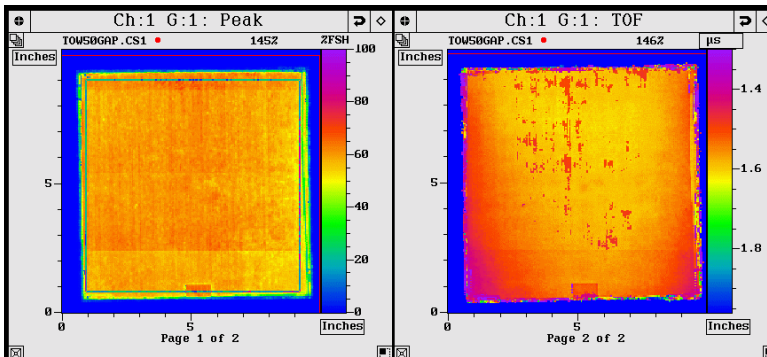 Ch:1 G:1: Peak
TOW50GAP.CS1 145% %FSH
Inches
100
80
60
40
20
0
5
0
0 5
Inches
Page 1 of 2
Ch:1 G:1: TOF
TOW50GAP.CS1 146% µs
Inches
1.4
1.6
1.8
5
0
0 5
Inches
Page 2 of 2